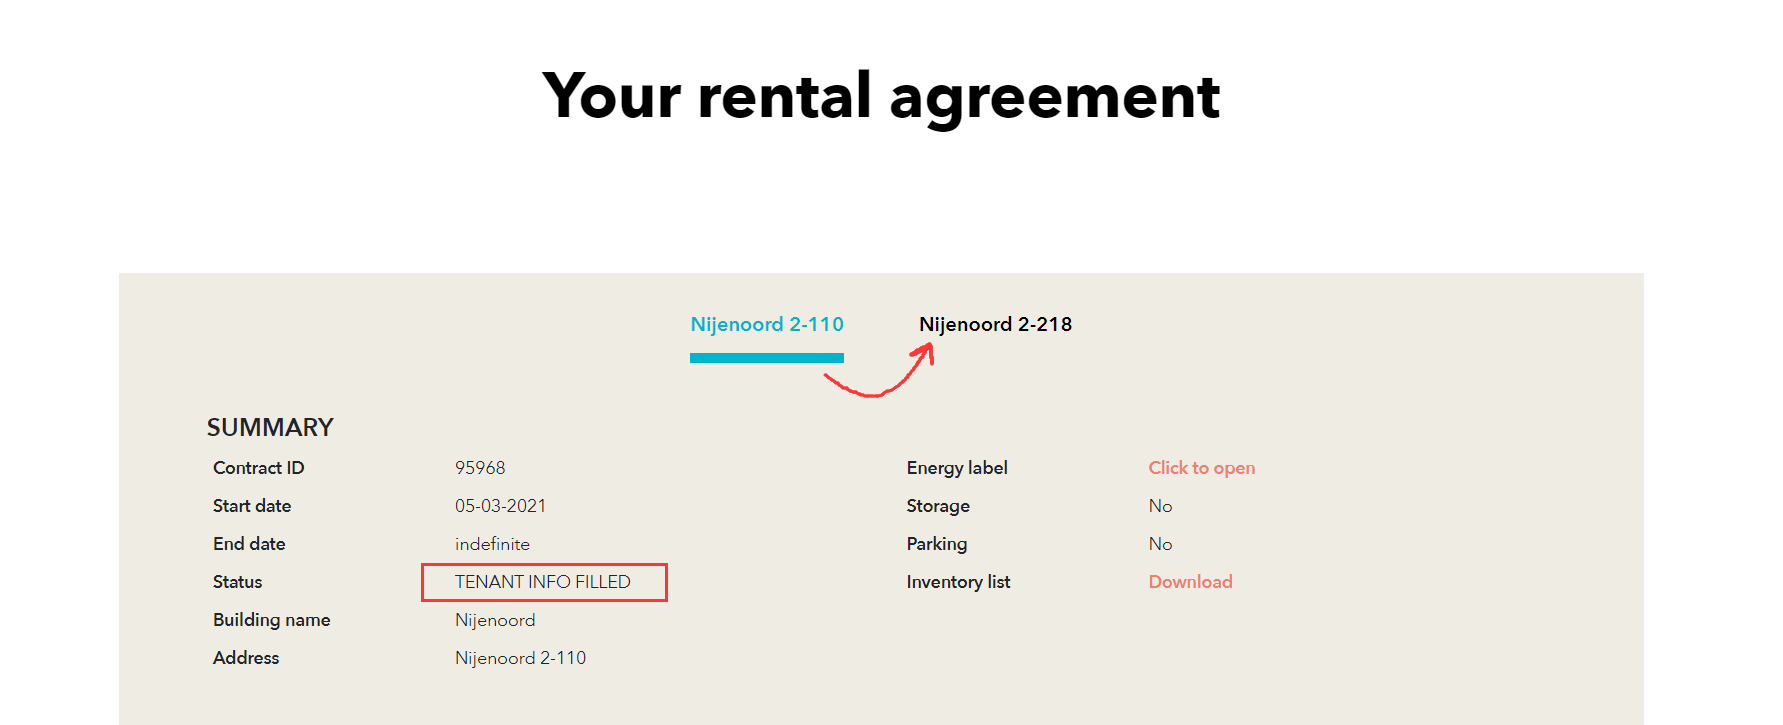 Your rental agreement
Nijenoord 2-110 Nijenoord 2-218
SUMMARY
Contract ID 95968 Energy label Click to open
Start date 05-03-2021 Storage No
End date indefinite Parking No
Status TENANT INFO FILLED Inventory list Download
Building name Nijenoord
Address Nijenoord 2-110